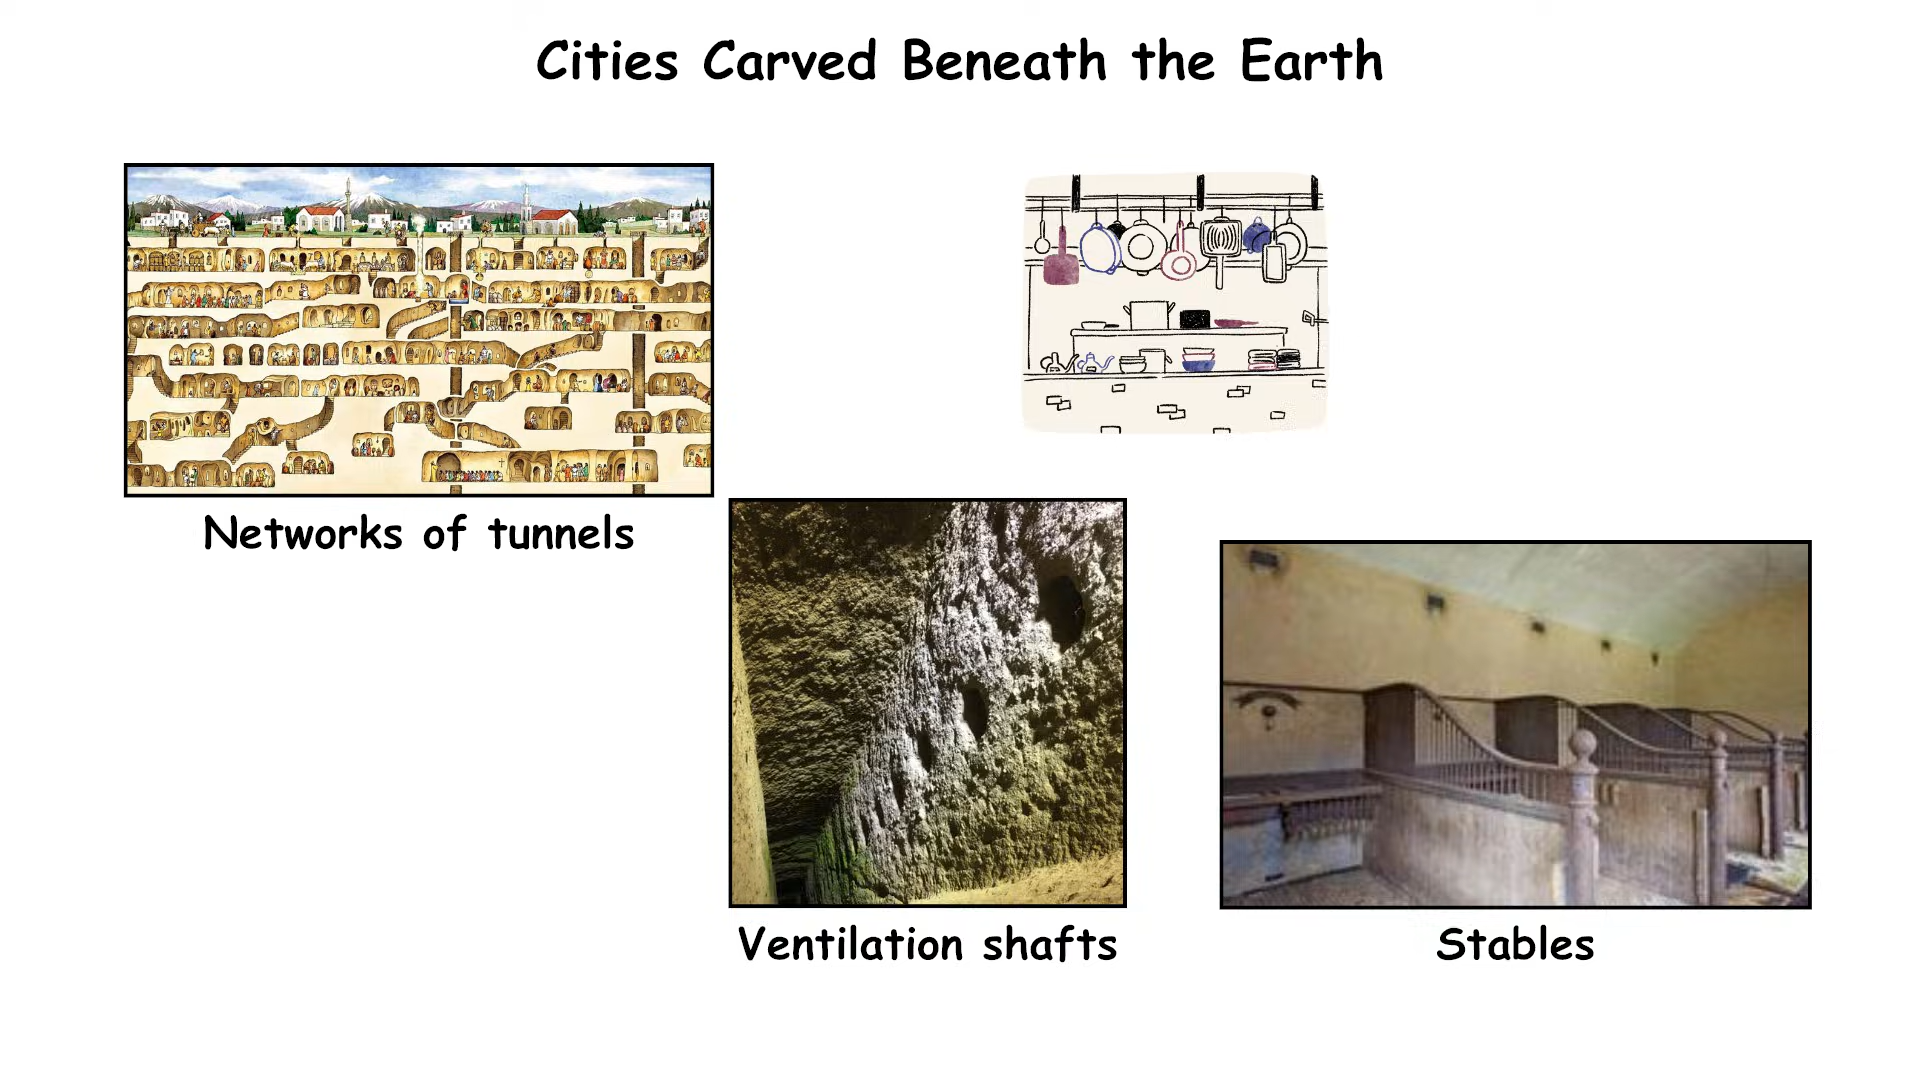 Cities Carved Beneath the Earth
Networks of tunnels
Ventilation shafts
Stables